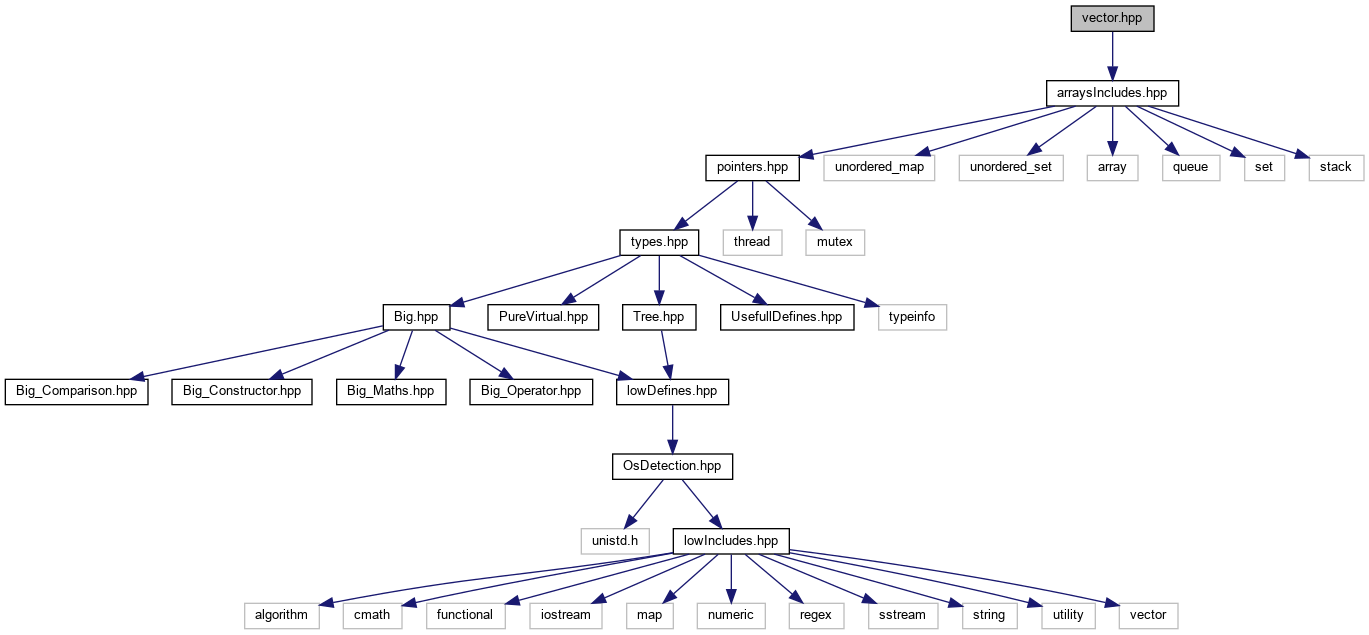 vector.hpp
arraysIncludes.hpp
pointers.hpp
unordered_map
unordered_set
array
queue
set
stack
types.hpp
thread
mutex
Big.hpp
PureVirtual.hpp
Tree.hpp
UsefullDefines.hpp
typeinfo
Big_Comparison.hpp
Big_Constructor.hpp
Big_Maths.hpp
Big_Operator.hpp
lowDefines.hpp
OsDetection.hpp
unistd.h
lowIncludes.hpp
algorithm
cmath
functional
iostream
map
numeric
regex
sstream
string
utility
vector